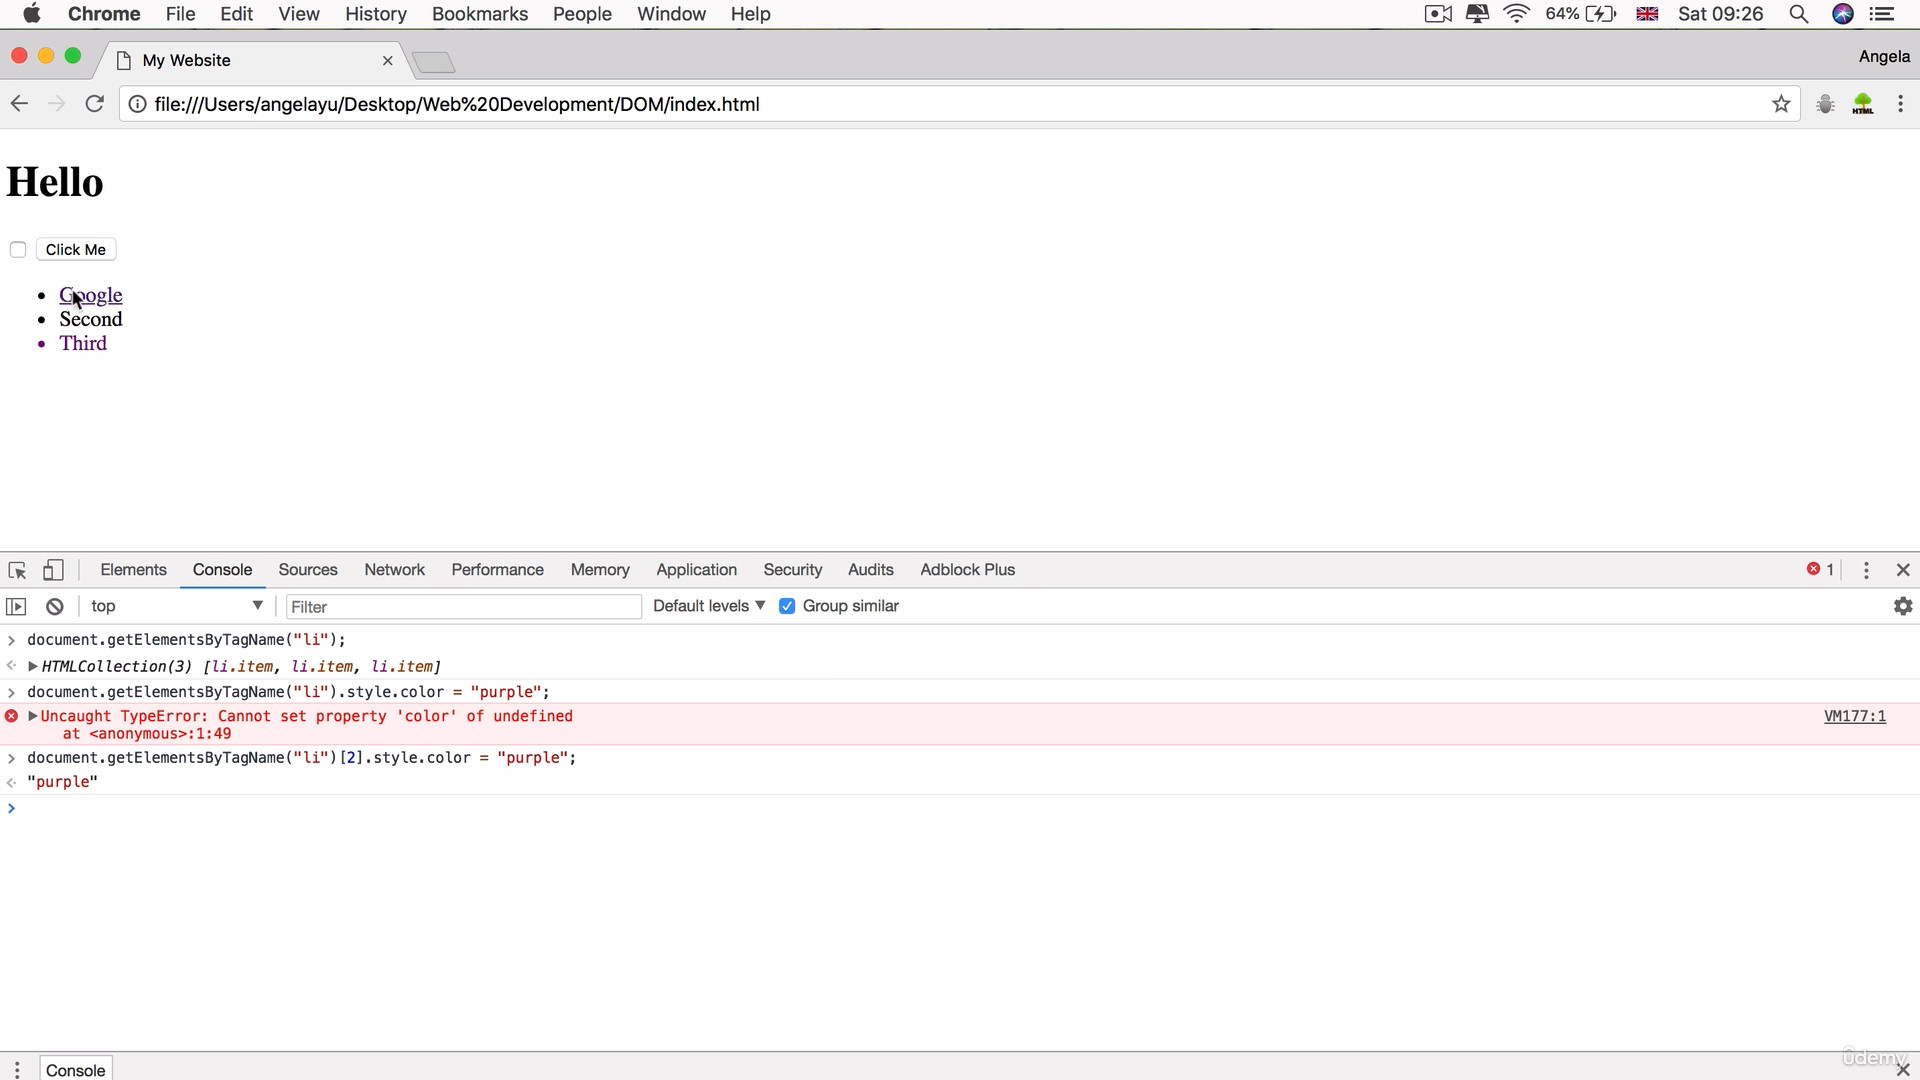 Chrome File Edit View History Bookmarks People Window Help 64% Sat 09:26
My Website Angela
file:///Users/angelayu/Desktop/Web%20Development/DOM/index.html HTML
Hello
Click Me
Google
Second
Third
Elements Console Sources Network Performance Memory Application Security Audits Adblock Plus 1
top Filter Default levels Group similar
document.getElementsByTagName("li");
HTMLCollection(3) [li.item, li.item, li.item]
document.getElementsByTagName("li").style.color = "purple";
Uncaught TypeError: Cannot set property 'color' of undefined VM177:1
at <anonymous>:1:49
document.getElementsByTagName("li")[2].style.color = "purple";
"purple"
Console
ûdemy